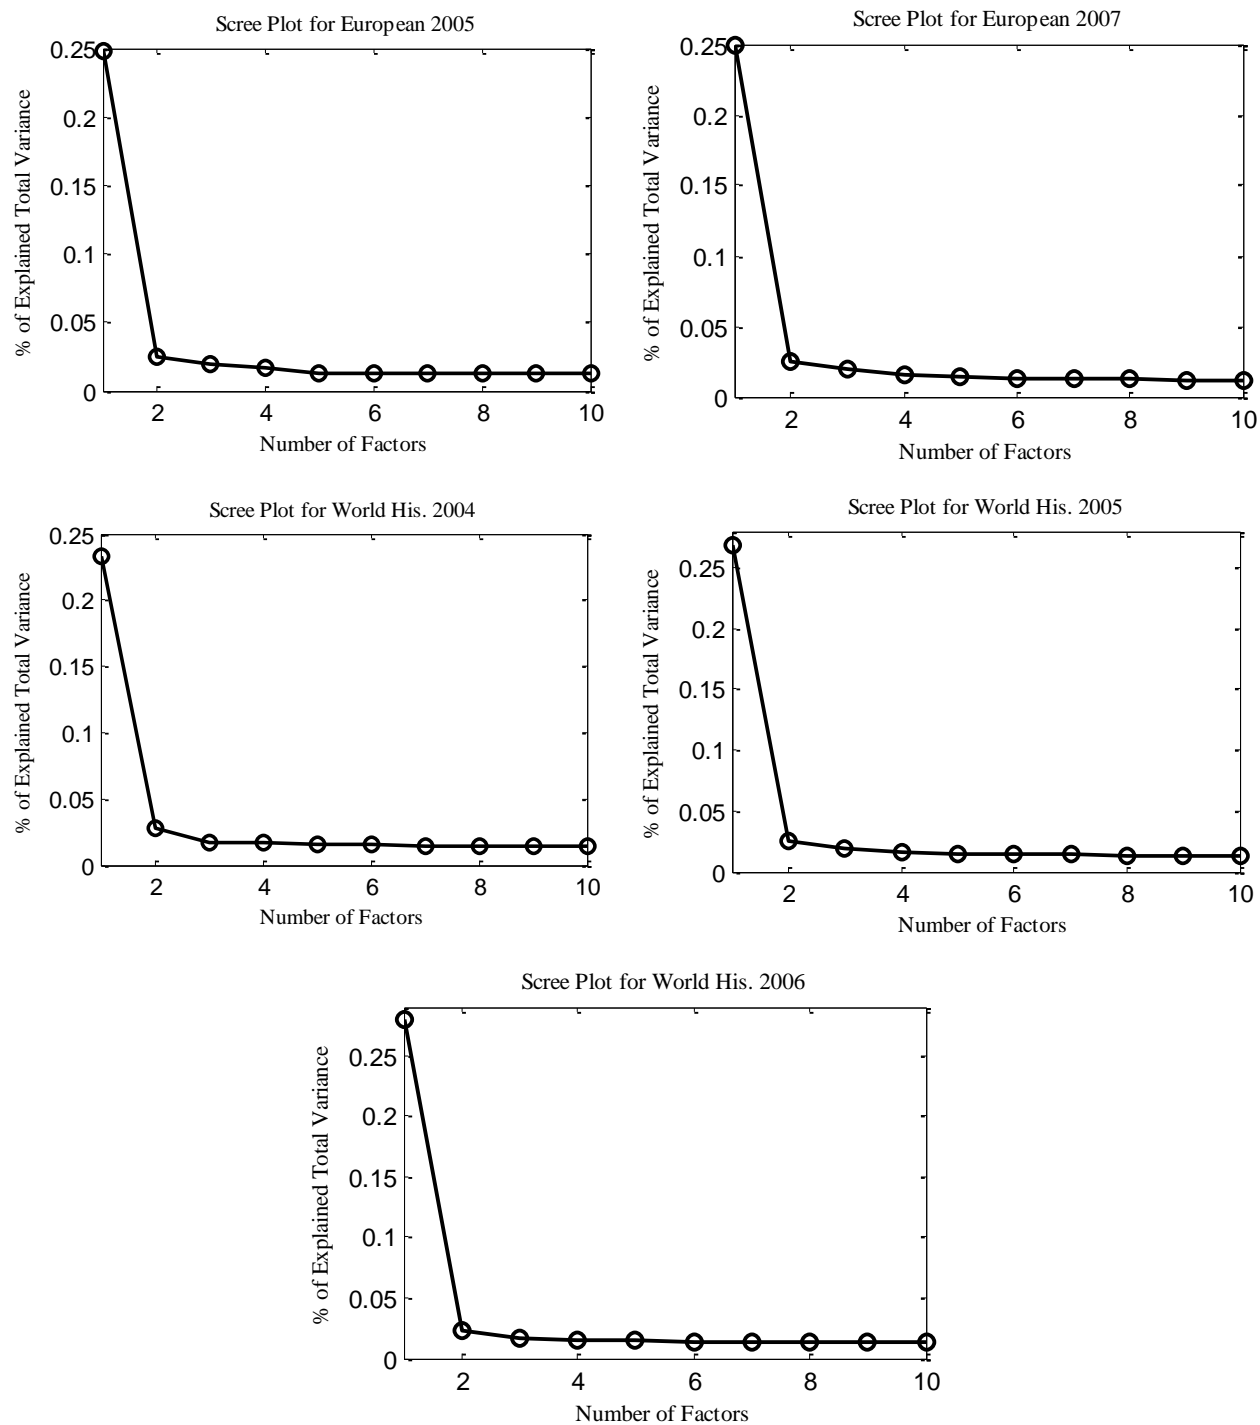 Scree Plot for European 2005
0.25
0.2
0.15
0.1
0.05
0
% of Explained Total Variance
2 4 6 8 10
Number of Factors
Scree Plot for European 2007
0.25
0.2
0.15
0.1
0.05
0
% of Explained Total Variance
2 4 6 8 10
Number of Factors
Scree Plot for World His. 2004
0.25
0.2
0.15
0.1
0.05
0
% of Explained Total Variance
2 4 6 8 10
Number of Factors
Scree Plot for World His. 2005
0.25
0.2
0.15
0.1
0.05
0
% of Explained Total Variance
2 4 6 8 10
Number of Factors
Scree Plot for World His. 2006
0.25
0.2
0.15
0.1
0.05
0
% of Explained Total Variance
2 4 6 8 10
Number of Factors